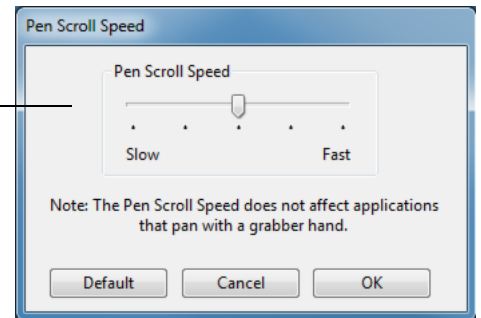 Pen Scroll Speed
Pen Scroll Speed
Slow Fast
Note: The Pen Scroll Speed does not affect applications
that pan with a grabber hand.
Default Cancel OK